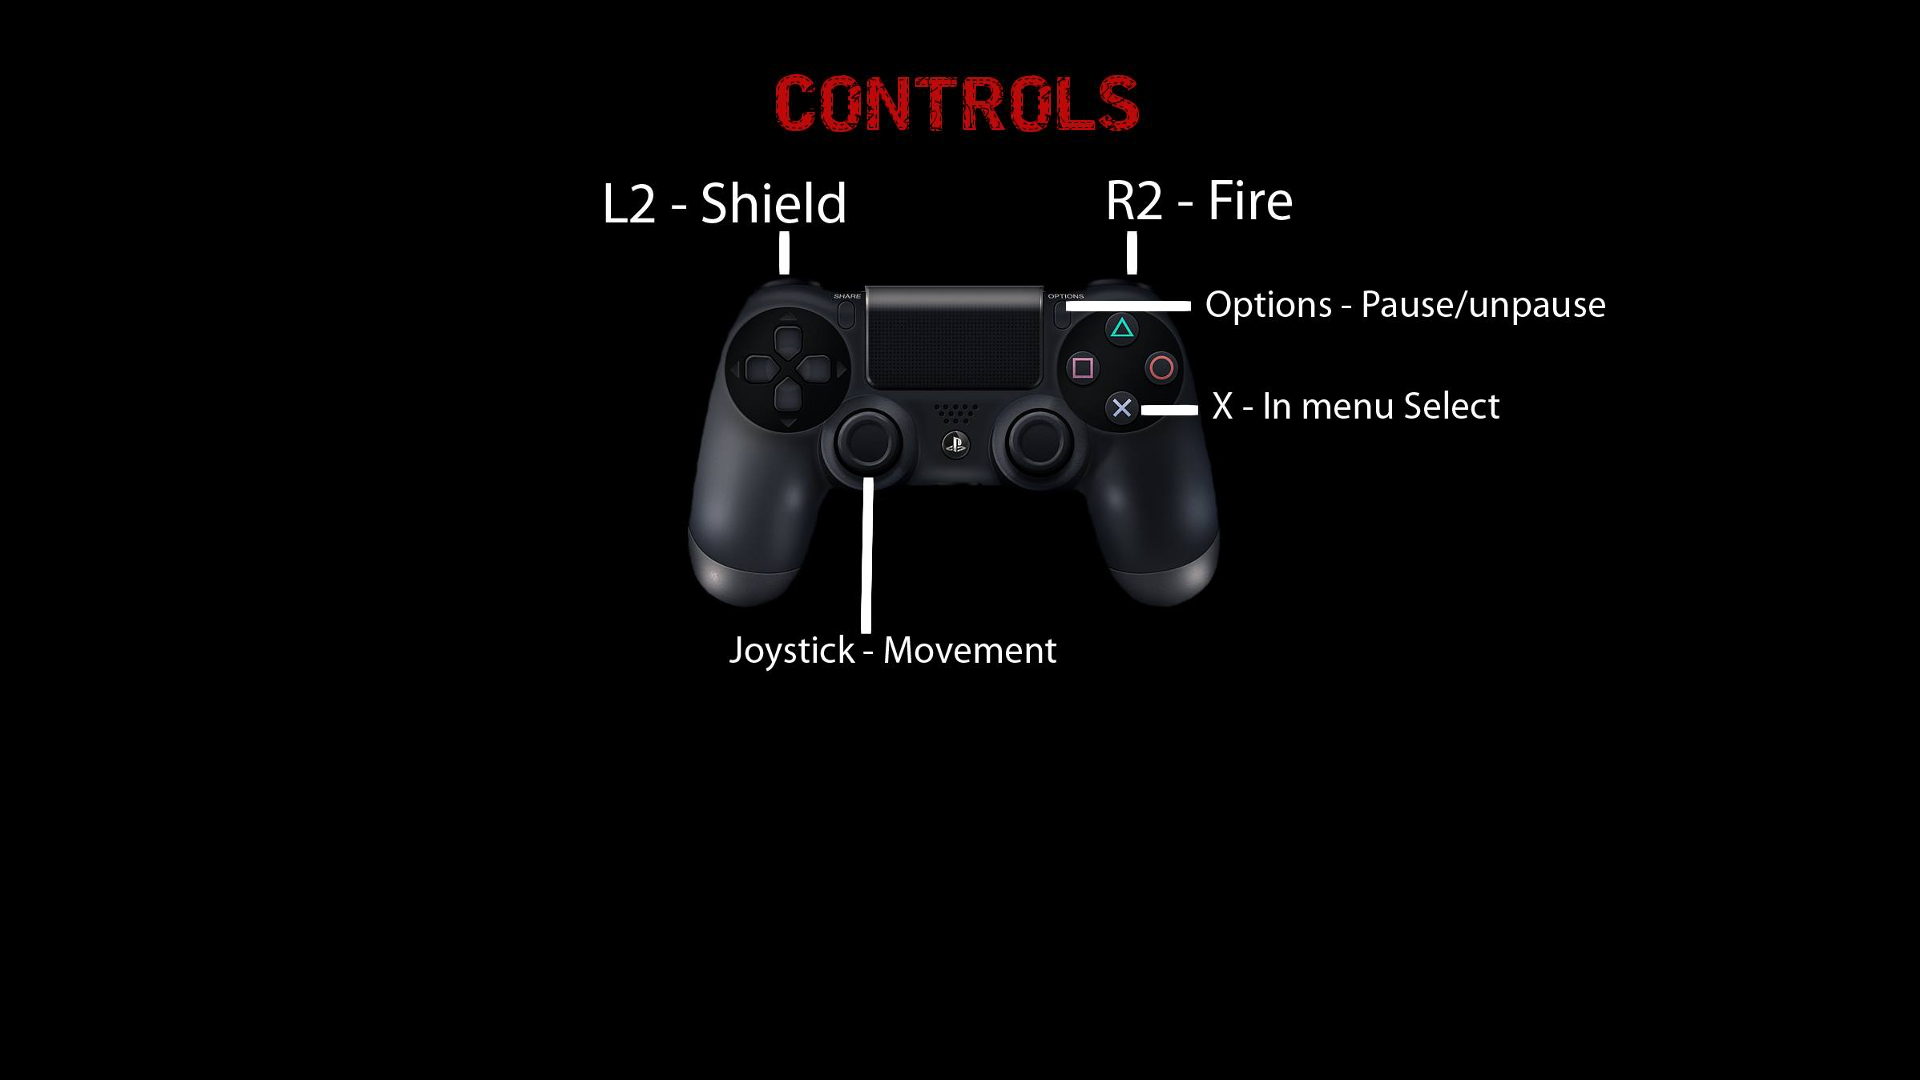 CONTROLS
L2 - Shield
R2 - Fire
SHARE
OPTIONS
Options - Pause/unpause
X - In menu Select
Joystick - Movement